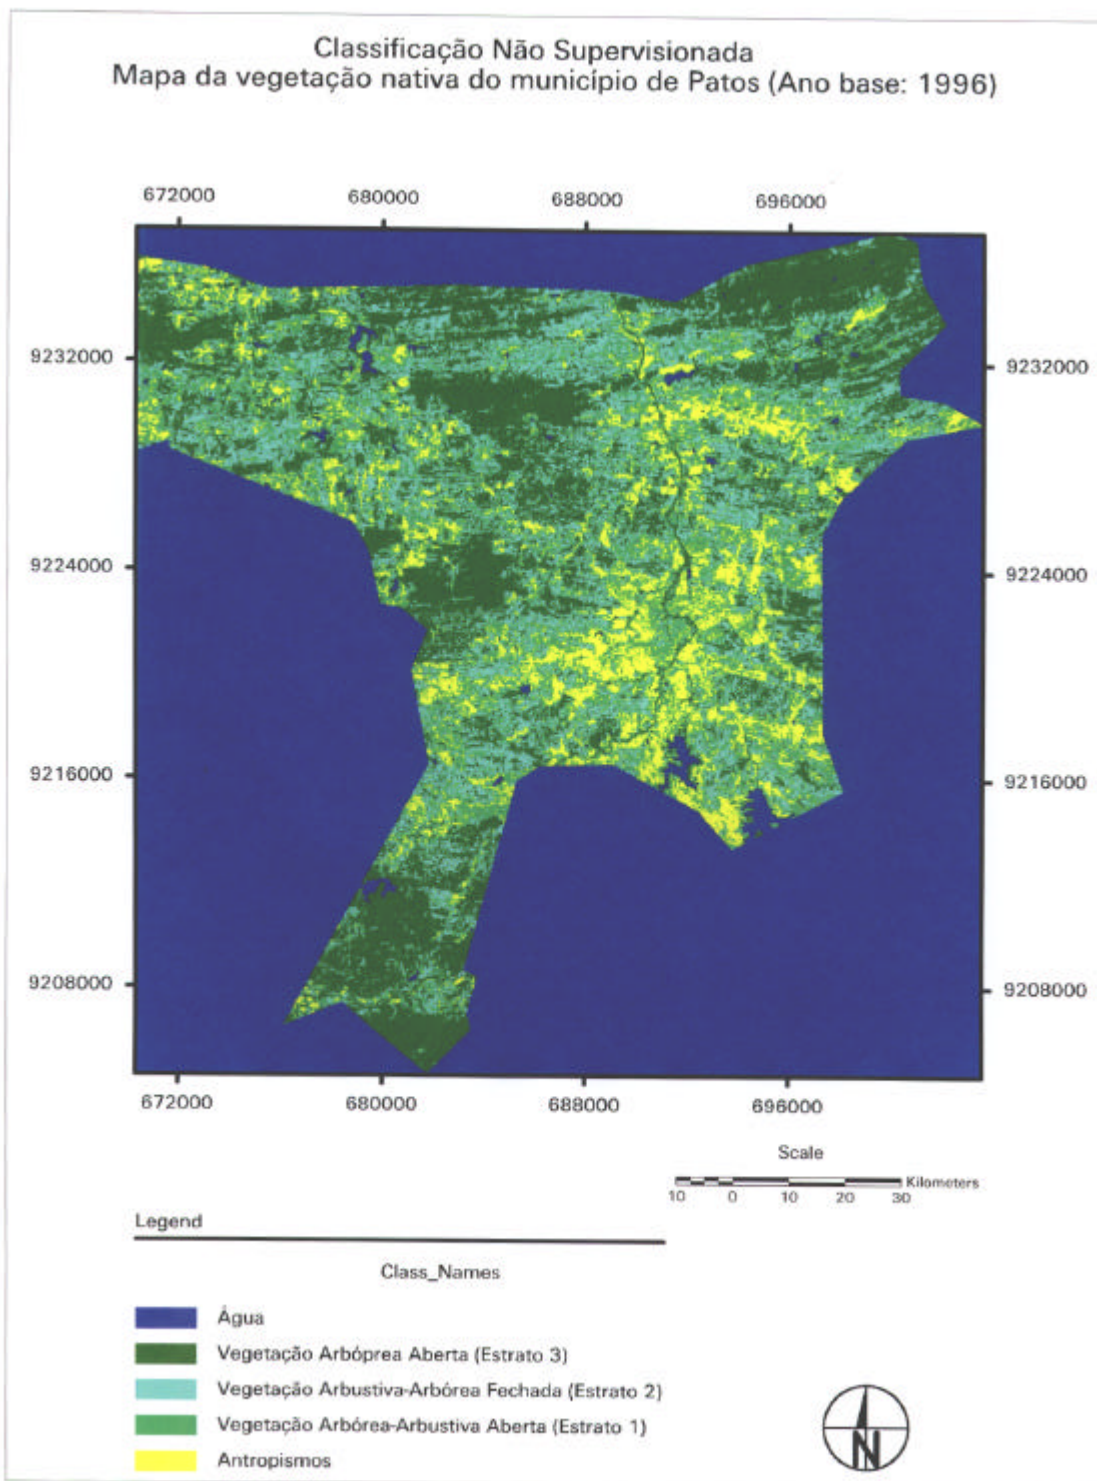 Classificação Não Supervisionada
Mapa da vegetação nativa do município de Patos (Ano base: 1996)
672000 680000 688000 696000
9232000 9232000
9224000 9224000
9216000 9216000
9208000 9208000
672000 680000 688000 696000
Scale
Kilometers
10 0 10 20 30
Legend
Class_Names
Água
Vegetação Arbóprea Aberta (Estrato 3)
Vegetação Arbustiva-Arbórea Fechada (Estrato 2)
Vegetação Arbórea-Arbustiva Aberta (Estrato 1)
Antropismos
N